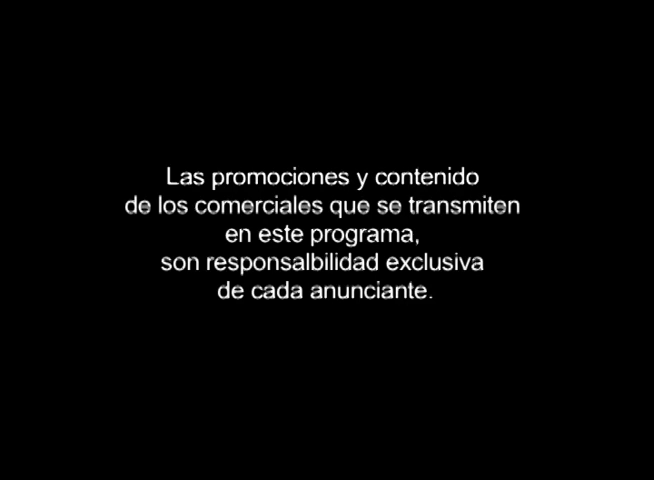 Las promociones y contenido
de los comerciales que se transmiten
en este programa,
son responsalbilidad exclusiva
de cada anunciante.